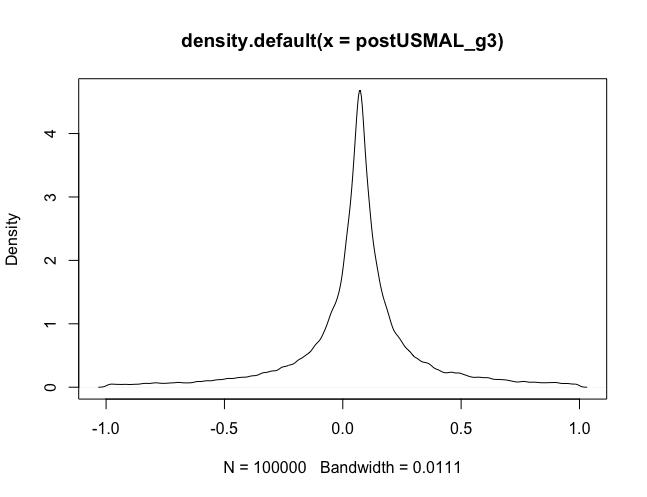 density.default(x = postUSMAL_g3)
Density
4
3
2
1
0
-1.0 -0.5 0.0 0.5 1.0
N = 100000 Bandwidth = 0.0111